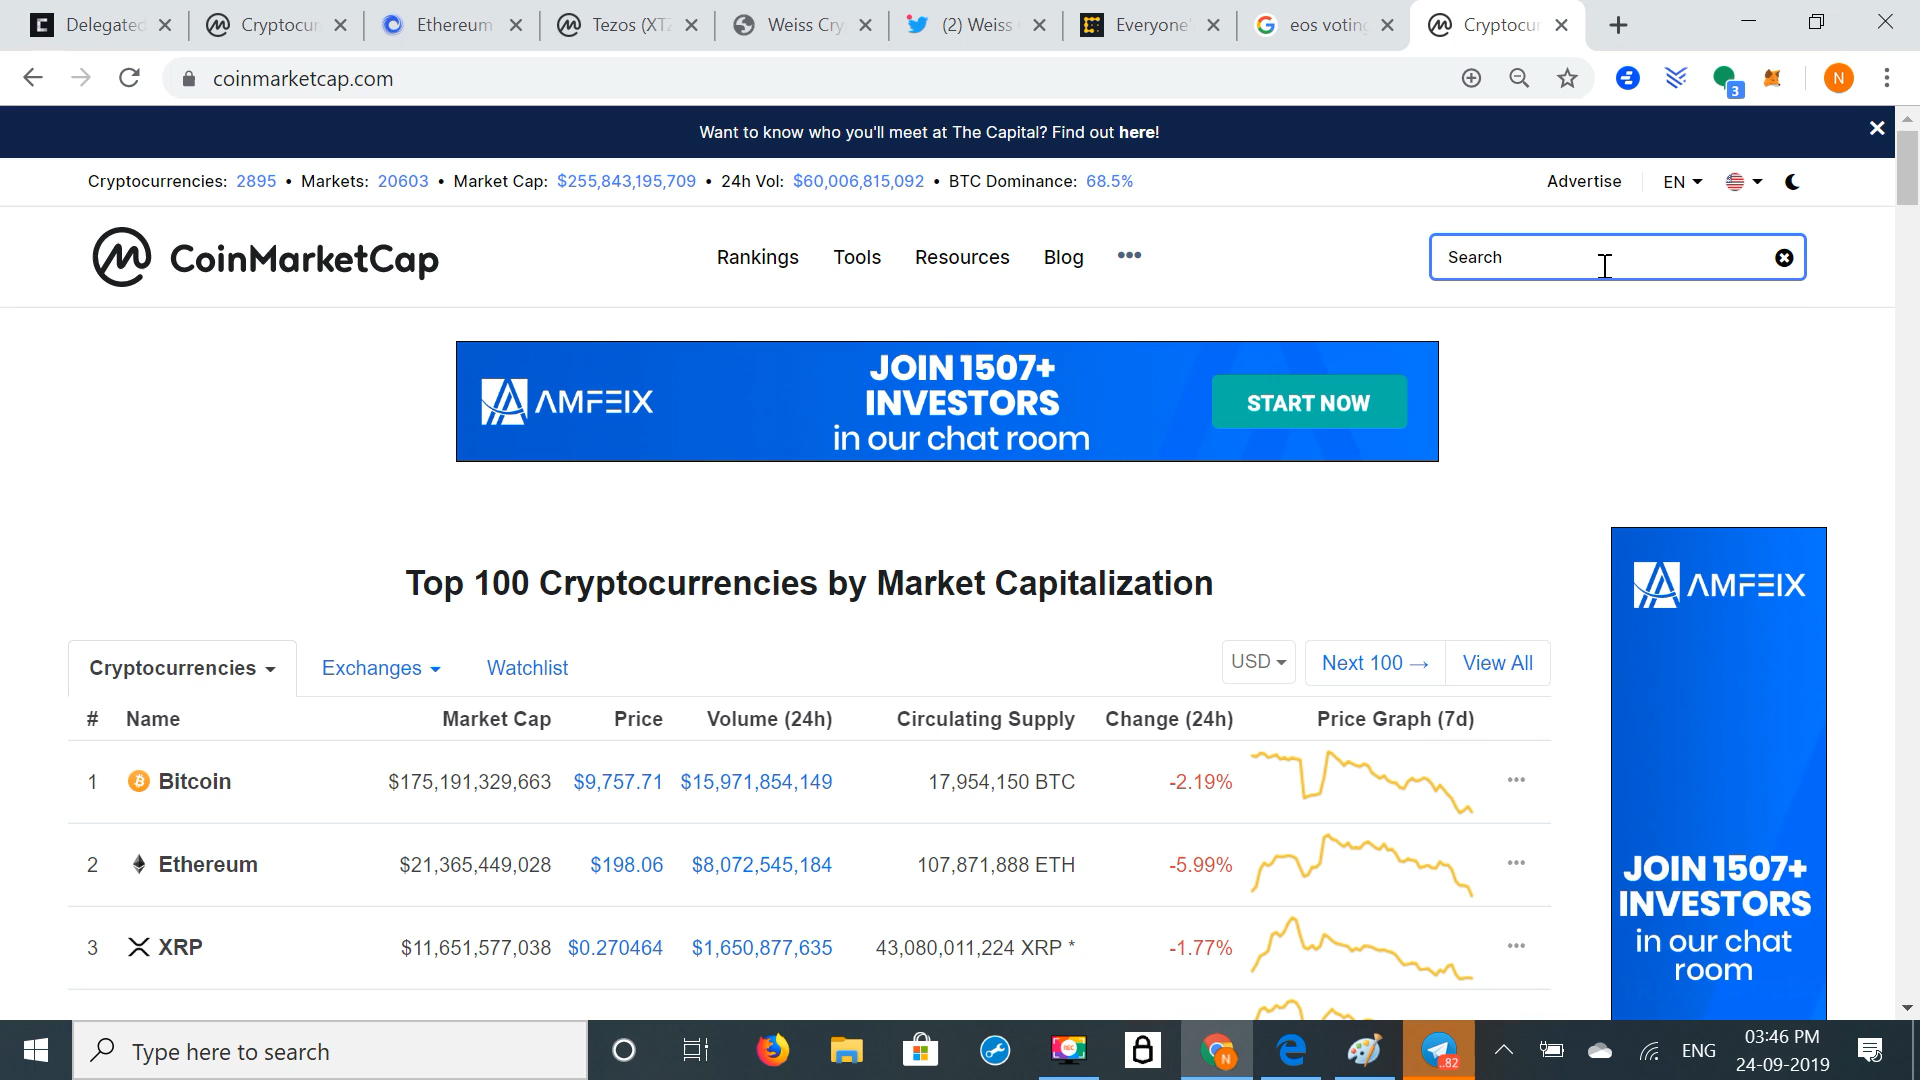 Delegated
Cryptocur
Ethereum
Tezos (XTZ
Weiss Cry
(2) Weiss
Everyone'
eos voting
Cryptocur
coinmarketcap.com
3
N
Want to know who you'll meet at The Capital? Find out here!
Cryptocurrencies: 2895 • Markets: 20603 • Market Cap: $255,843,195,709 • 24h Vol: $60,006,815,092 • BTC Dominance: 68.5%
Advertise
EN
CoinMarketCap
Rankings
Tools
Resources
Blog
Search
AMFEIX
JOIN 1507+
INVESTORS
in our chat room
START NOW
AMFEIX
JOIN 1507+
INVESTORS
in our chat
room
Top 100 Cryptocurrencies by Market Capitalization
Cryptocurrencies
Exchanges
Watchlist
USD
Next 100 →
View All
# Name Market Cap Price Volume (24h) Circulating Supply Change (24h) Price Graph (7d)
1 Bitcoin $175,191,329,663 $9,757.71 $15,971,854,149 17,954,150 BTC -2.19%
2 Ethereum $21,365,449,028 $198.06 $8,072,545,184 107,871,888 ETH -5.99%
3 XRP $11,651,577,038 $0.270464 $1,650,877,635 43,080,011,224 XRP * -1.77%
Type here to search
REC
N
..82
ENG
03:46 PM
24-09-2019